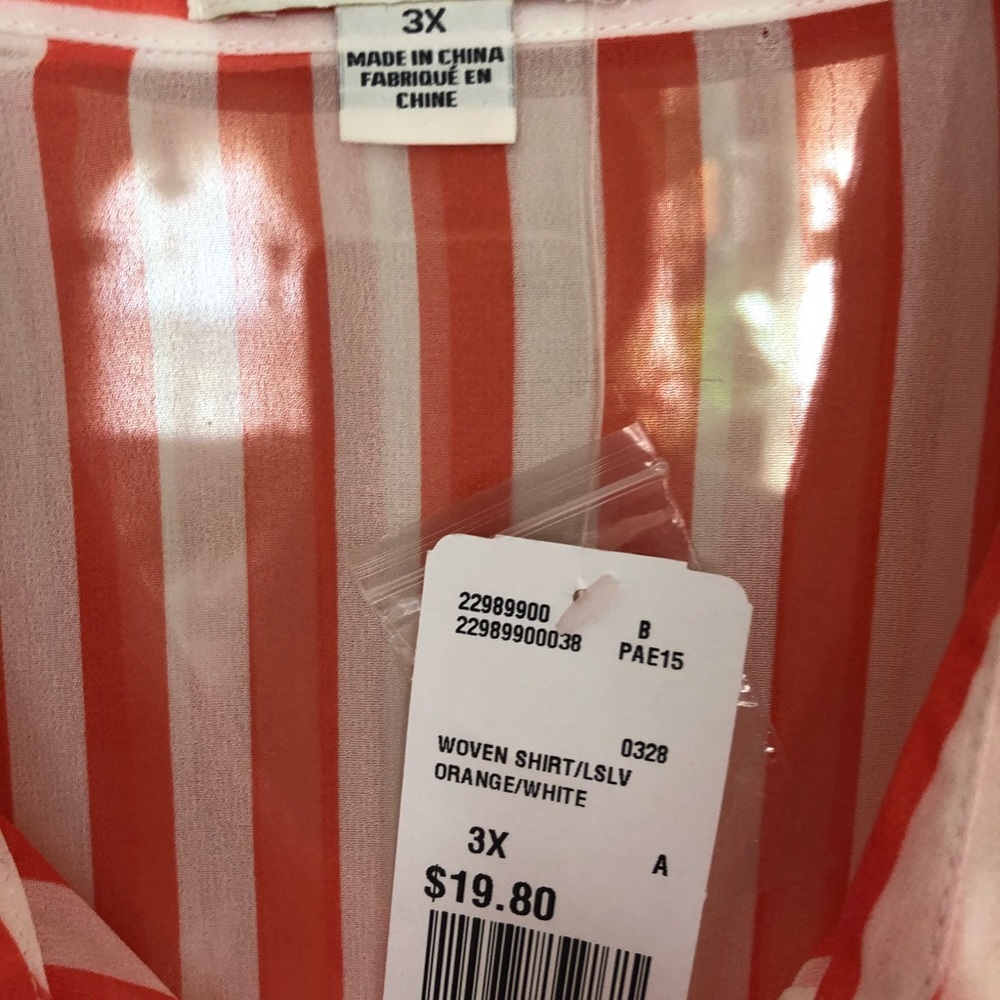 3X
MADE IN CHINA
FABRIQUÉ EN
CHINE
22989900 B
22989900038 PAE15
0328
WOVEN SHIRT/LSLV
ORANGE/WHITE
3X A
$19.80